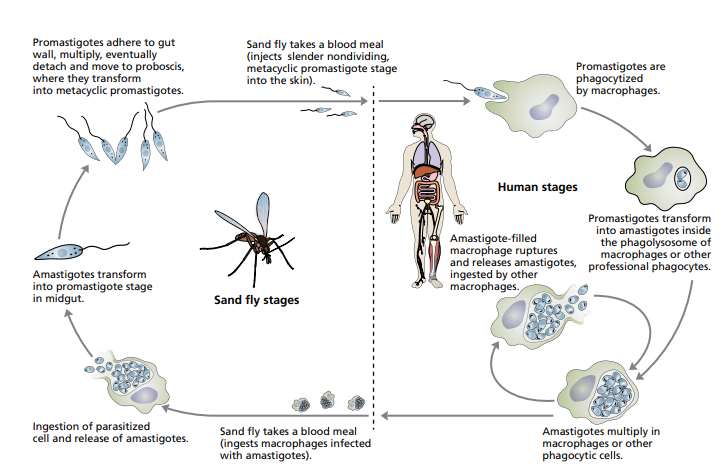 Promastigotes adhere to gut
wall, multiply, eventually
detach and move to proboscis,
where they transform
into metacyclic promastigotes.
Sand fly takes a blood meal
(injects slender nondividing,
metacyclic promastigote stage
into the skin).
Promastigotes are
phagocytized
by macrophages.
Human stages
Promastigotes transform
into amastigotes inside
the phagolysosome of
macrophages or other
professional phagocytes.
Amastigote-filled
macrophage ruptures
and releases amastigotes,
ingested by other
macrophages.
Amastigotes transform
into promastigote stage
in midgut.
Sand fly stages
Ingestion of parasitized
cell and release of amastigotes.
Sand fly takes a blood meal
(ingests macrophages infected
with amastigotes).
Amastigotes multiply in
macrophages or other
phagocytic cells.